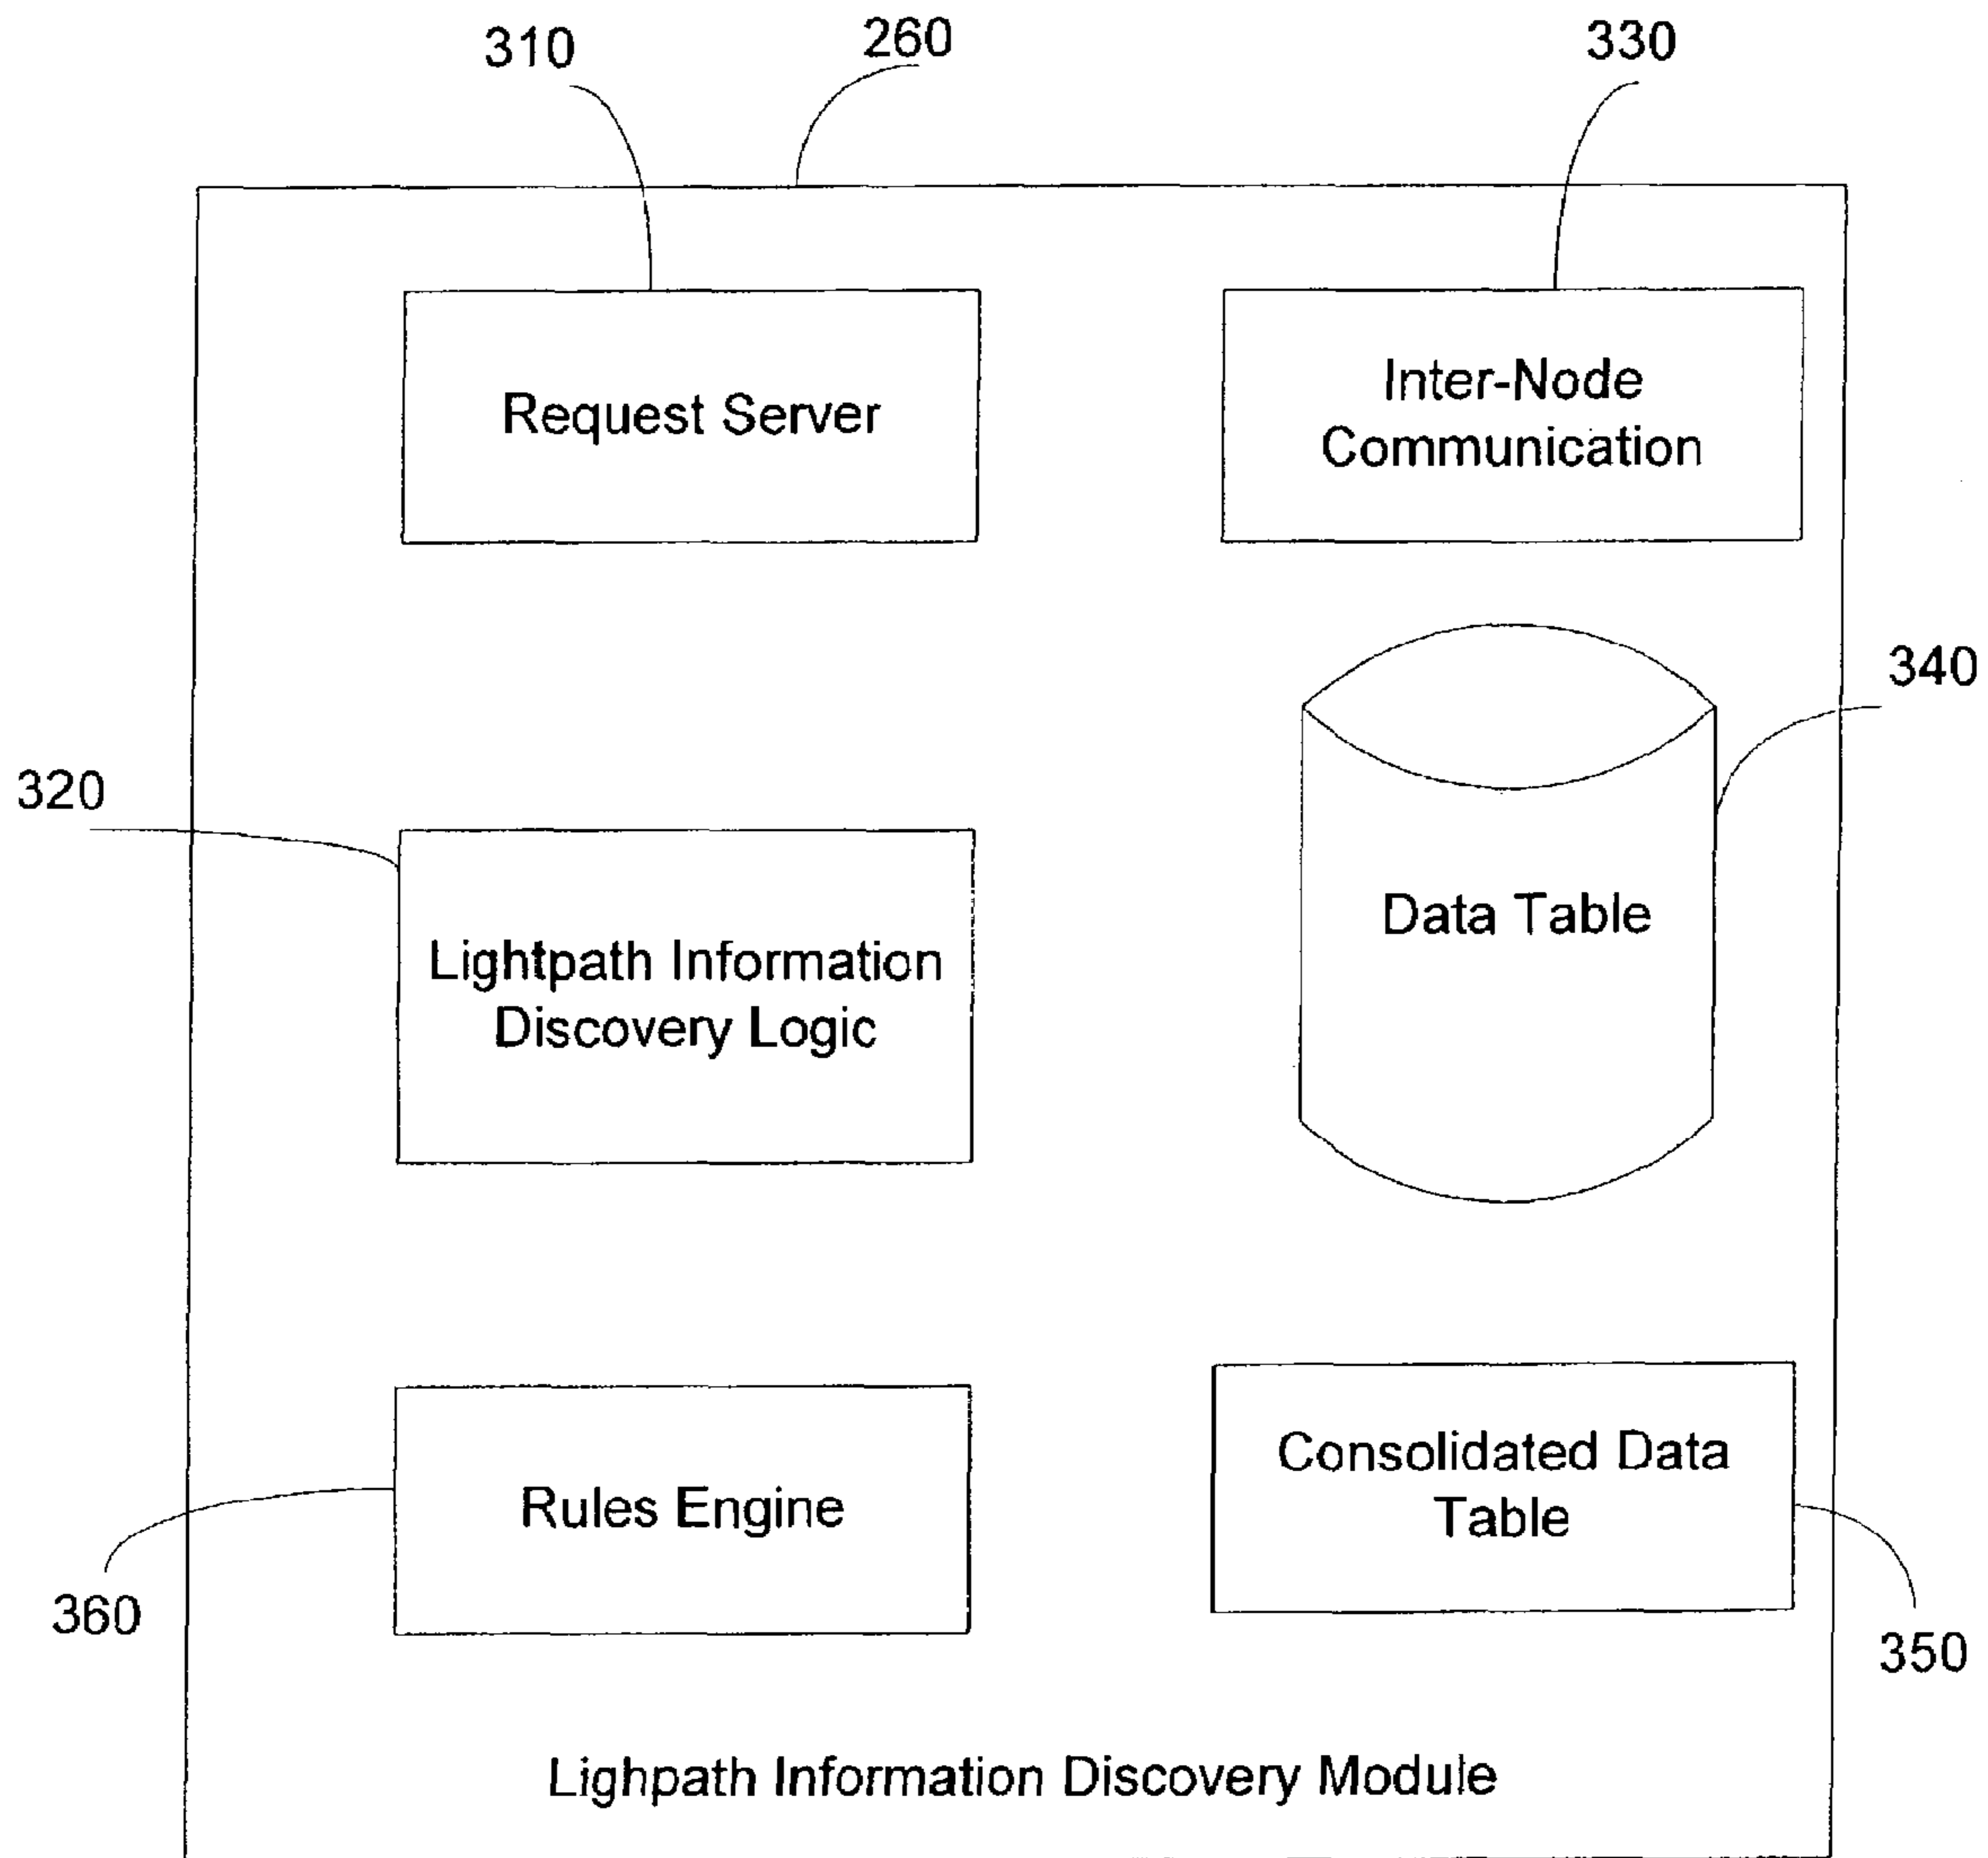 310
260
330
Request Server
Inter-Node
Communication
340
320
Data Table
Lightpath Information
Discovery Logic
Consolidated Data
Table
Rules Engine
360
350
Lighpath Information Discovery Module